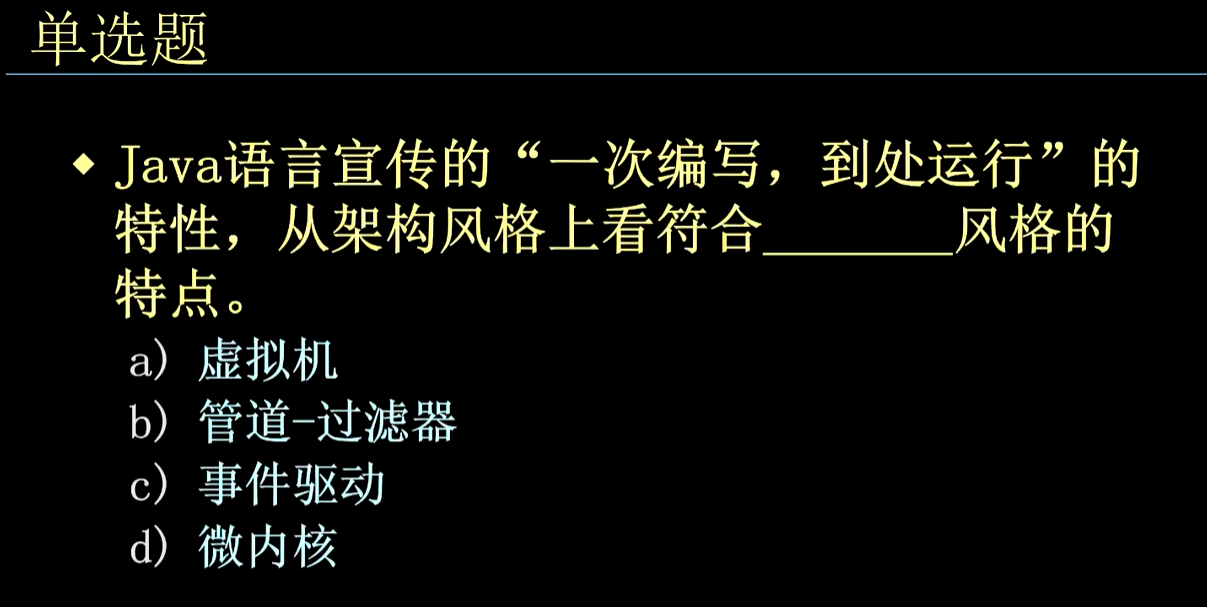 单选题
◆ Java语言宣传的“一次编写，到处运行”的
特性，从架构风格上看符合_______风格的
特点。
a) 虚拟机
b) 管道-过滤器
c) 事件驱动
d) 微内核